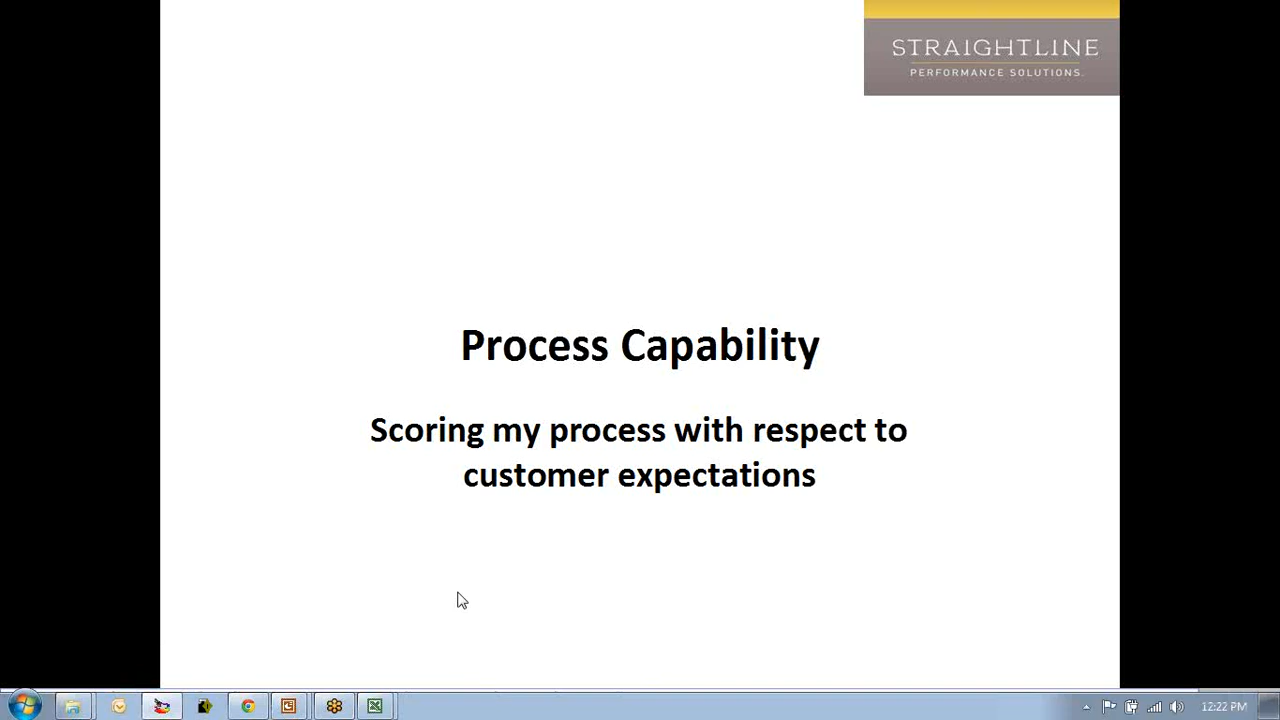 STRAIGHTLINE
PERFORMANCE SOLUTIONS.
Process Capability
Scoring my process with respect to
customer expectations
12:22 PM